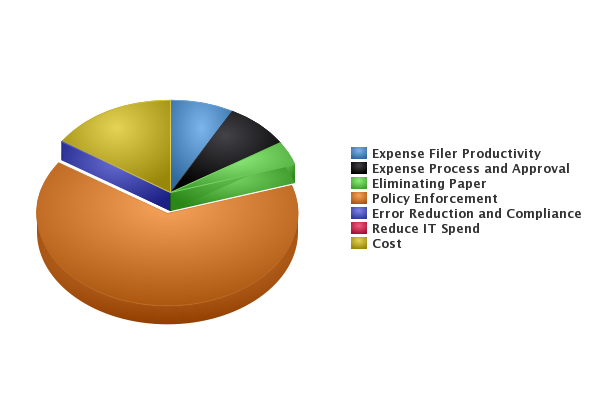 Expense Filer Productivity
Expense Process and Approval
Eliminating Paper
Policy Enforcement
Error Reduction and Compliance
Reduce IT Spend
Cost